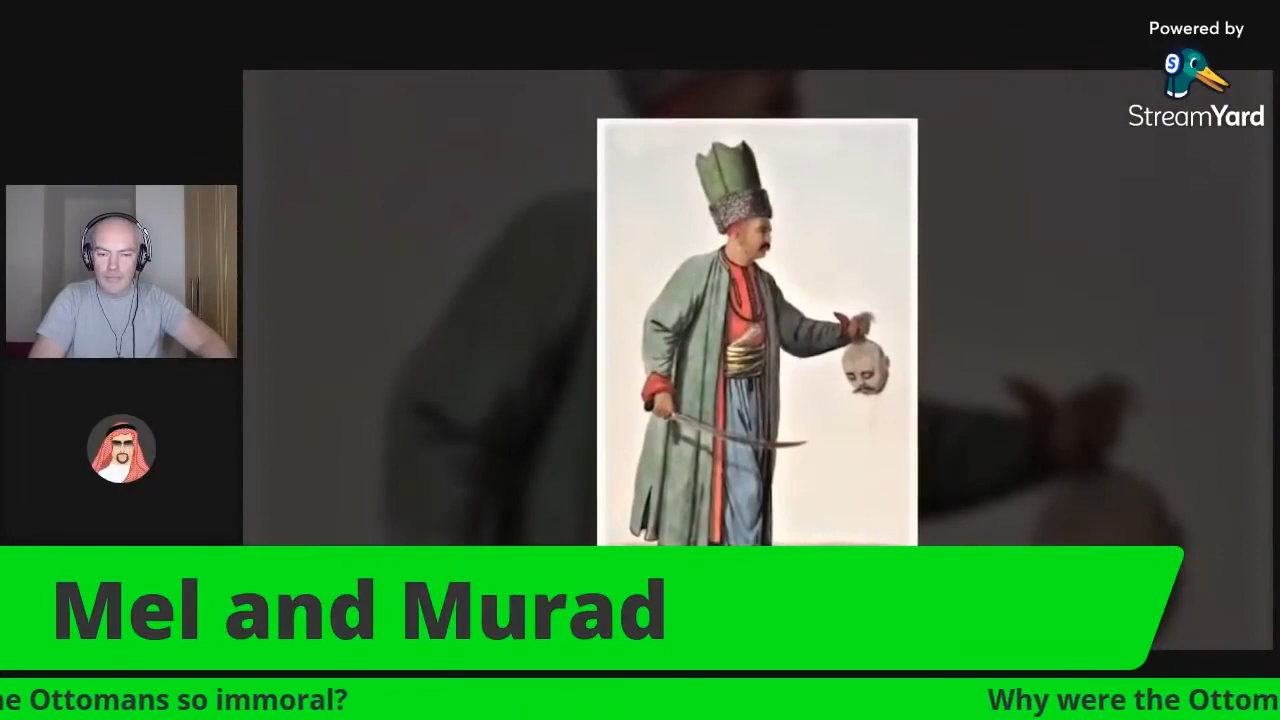 Powered by
S
StreamYard
Mel and Murad
e Ottomans so immoral?
Why were the Ottom